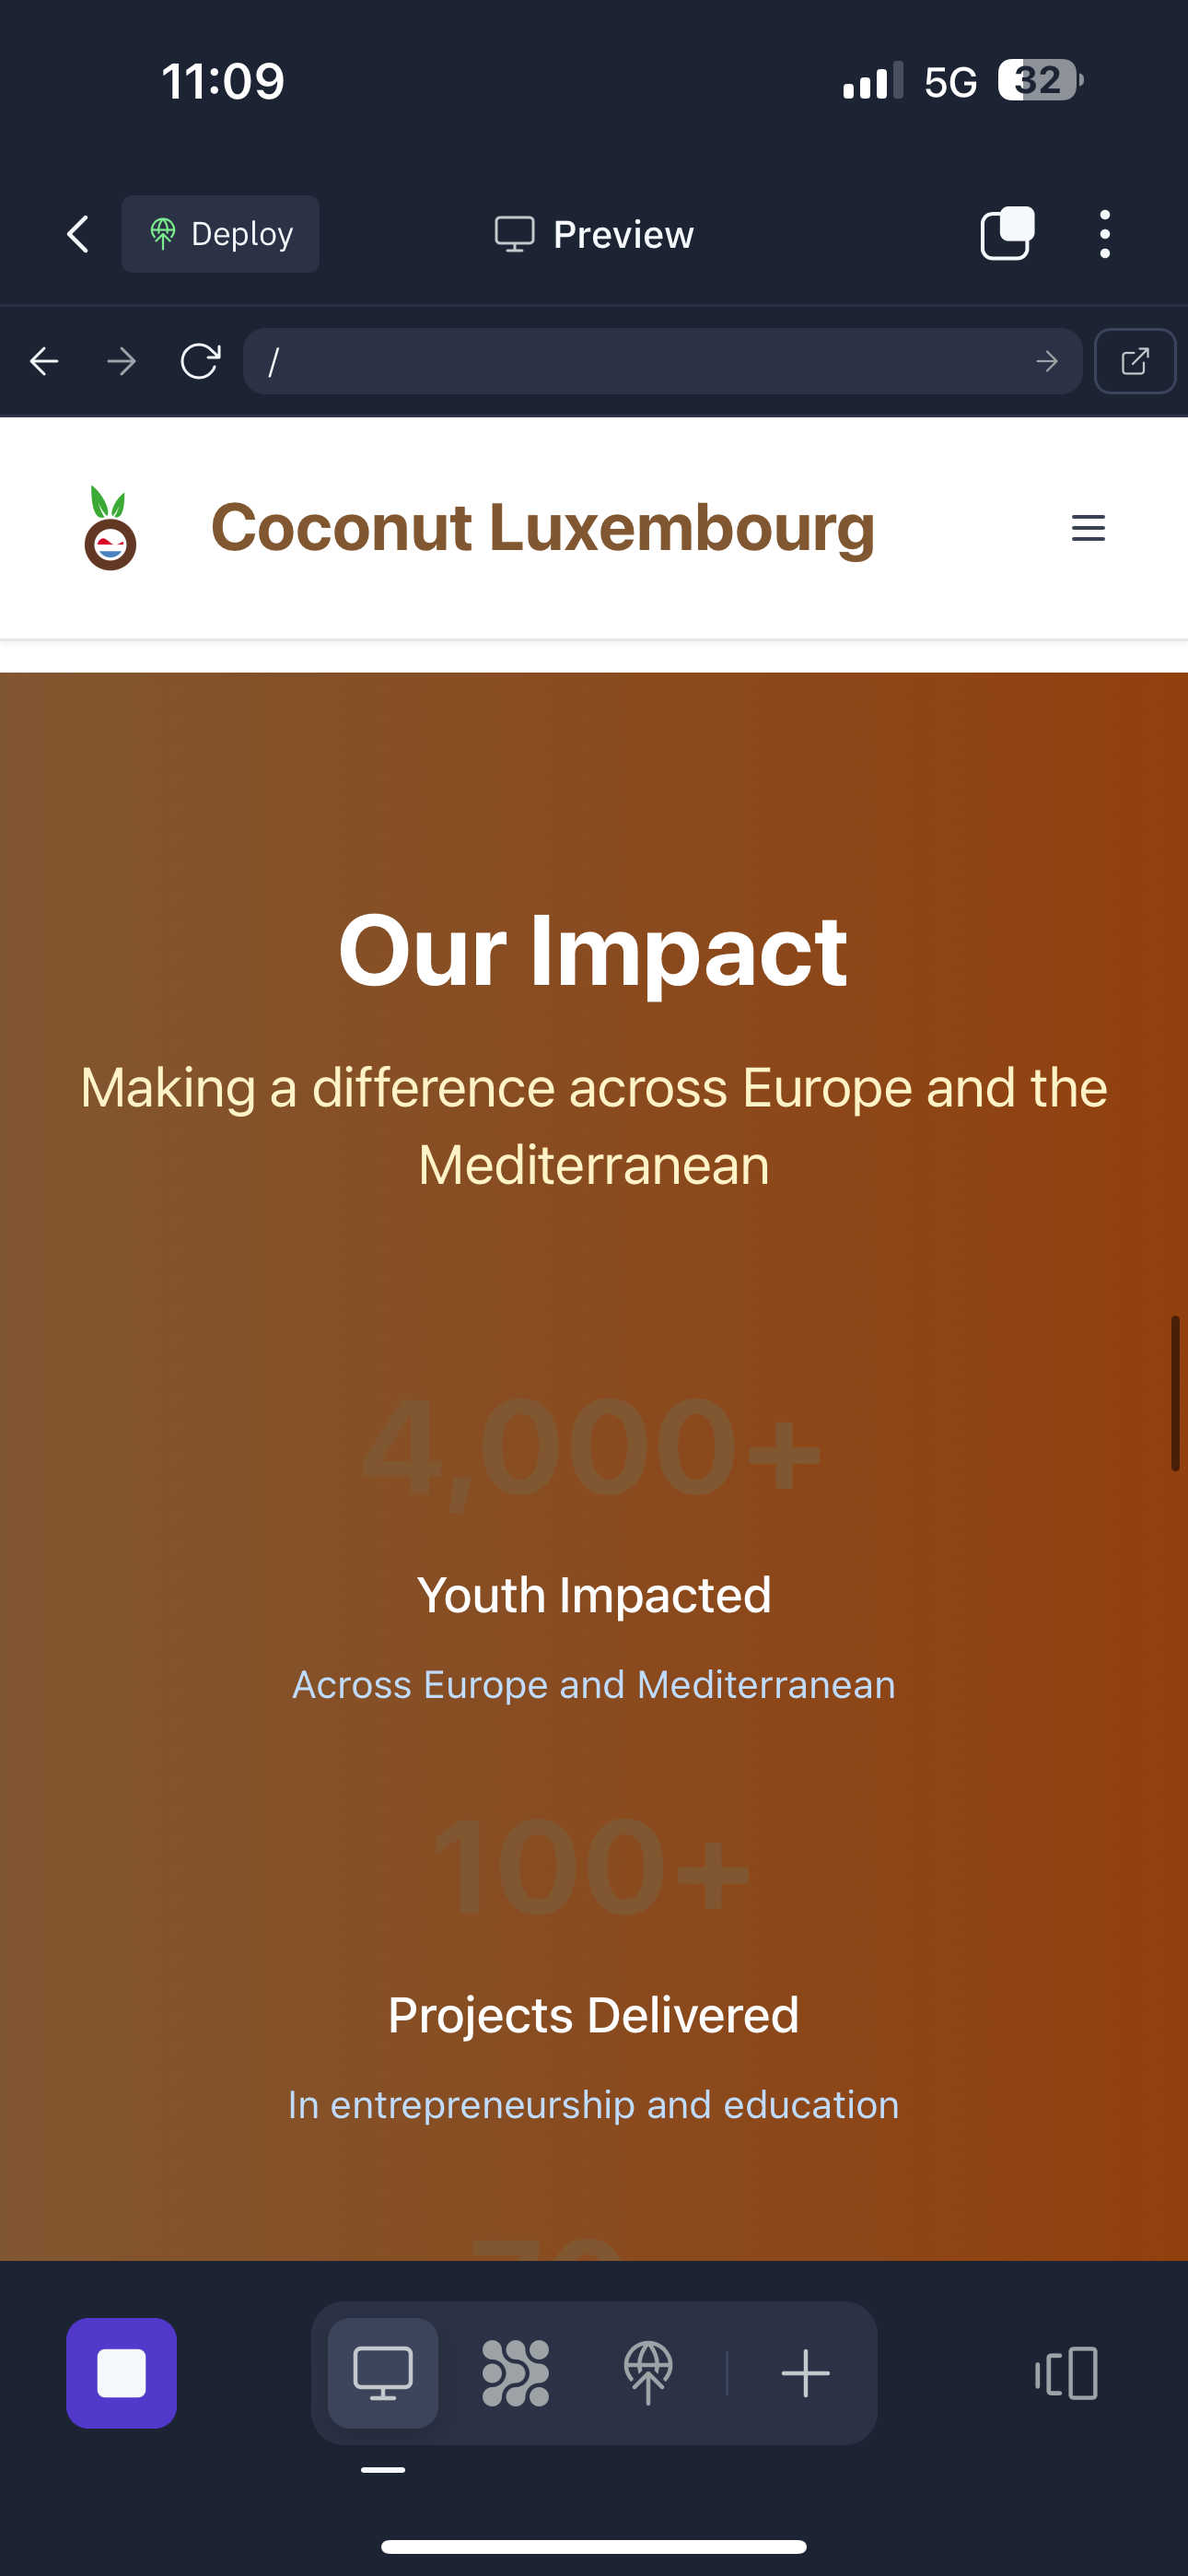 11:09
5G
32
Deploy
Preview
/
Coconut Luxembourg
Our Impact
Making a difference across Europe and the
Mediterranean
4,000+
Youth Impacted
Across Europe and Mediterranean
100+
Projects Delivered
In entrepreneurship and education